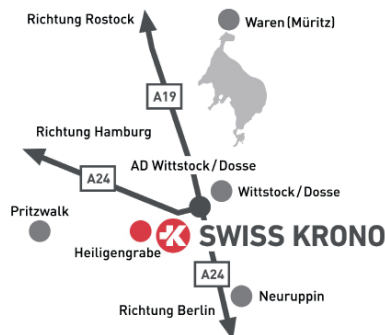 Richtung Rostock
Waren (Müritz)
A19
Richtung Hamburg
AD Wittstock/Dosse
A24
Wittstock/Dosse
Pritzwalk
SWISS KRONO
Heiligengrabe
A24
Neuruppin
Richtung Berlin